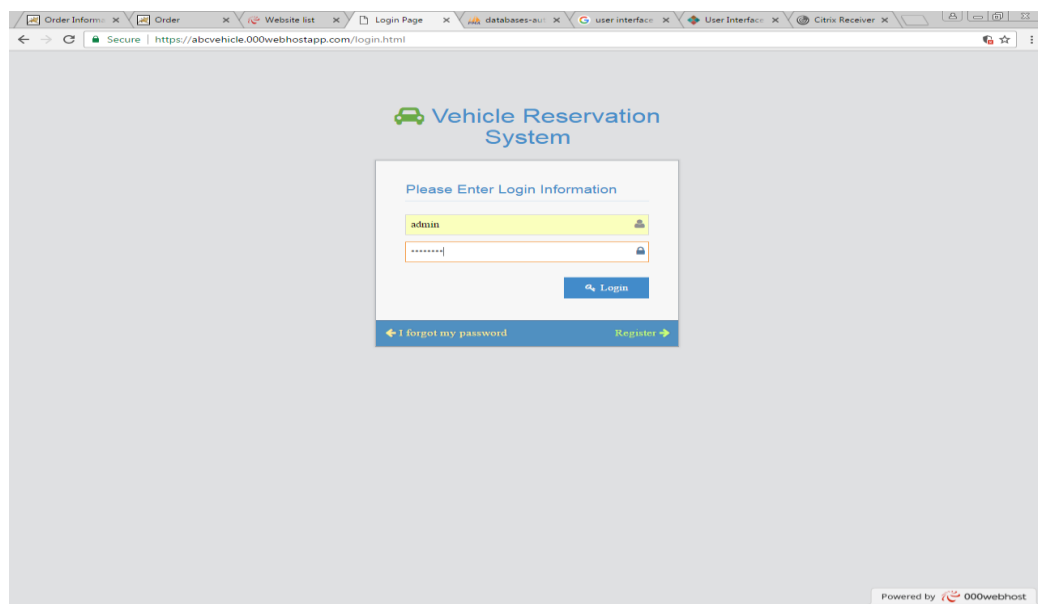 Order Informa
Order
Website list
Login Page
databases-aut
user interface
User Interface
Citrix Receiver
Secure | https://abcvehicle.000webhostapp.com/login.html
Vehicle Reservation
System
Please Enter Login Information
admin
••••••••
Login
I forgot my password
Register
Powered by 000webhost